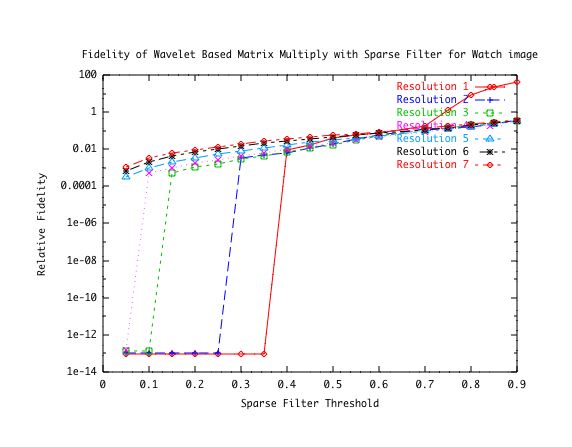 Fidelity of Wavelet Based Matrix Multiply with Sparse Filter for Watch image
100
1
0.01
0.0001
1e-06
1e-08
1e-10
1e-12
1e-14
Relative Fidelity
Resolution 1
Resolution 2
Resolution 3
Resolution 4
Resolution 5
Resolution 6
Resolution 7
0 0.1 0.2 0.3 0.4 0.5 0.6 0.7 0.8 0.9
Sparse Filter Threshold